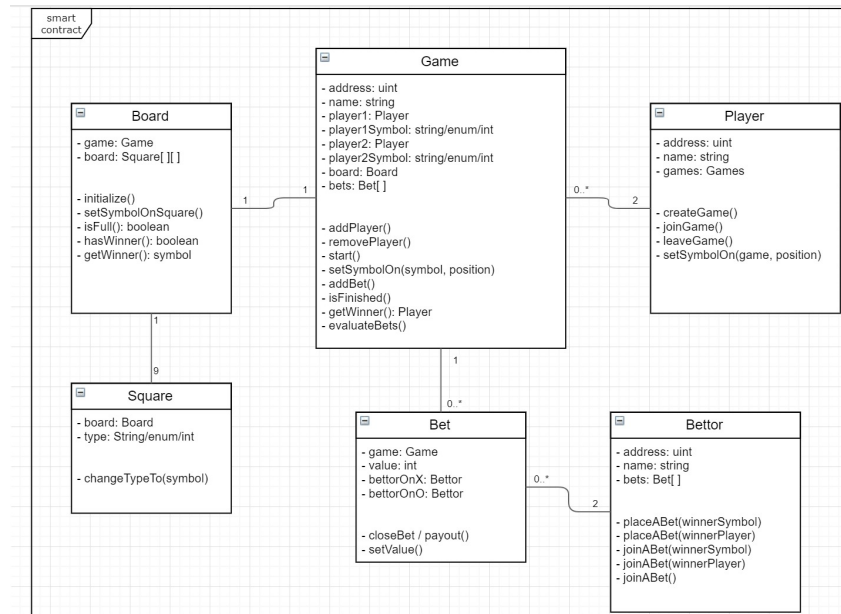 smart
contract
Game
- address: uint
- name: string
- player1: Player
- player1Symbol: string/enum/int
- player2: Player
- player2Symbol: string/enum/int
- board: Board
- bets: Bet[ ]
- addPlayer()
- removePlayer()
- start()
- setSymbolOn(symbol, position)
- addBet()
- isFinished()
- getWinner(): Player
- evaluateBets()
Board
- game: Game
- board: Square[ ][ ]
- initialize()
- setSymbolOnSquare()
- isFull(): boolean
- hasWinner(): boolean
- getWinner(): symbol
1
1
Player
- address: uint
- name: string
- games: Games
- createGame()
- joinGame()
- leaveGame()
- setSymbolOn(game, position)
0..*
2
1
9
Square
- board: Board
- type: String/enum/int
- changeTypeTo(symbol)
1
0..*
Bet
- game: Game
- value: int
- bettorOnX: Bettor
- bettorOnO: Bettor
- closeBet / payout()
- setValue()
0..*
2
Bettor
- address: uint
- name: string
- bets: Bet[ ]
- placeABet(winnerSymbol)
- placeABet(winnerPlayer)
- joinABet(winnerSymbol)
- joinABet(winnerPlayer)
- joinABet()